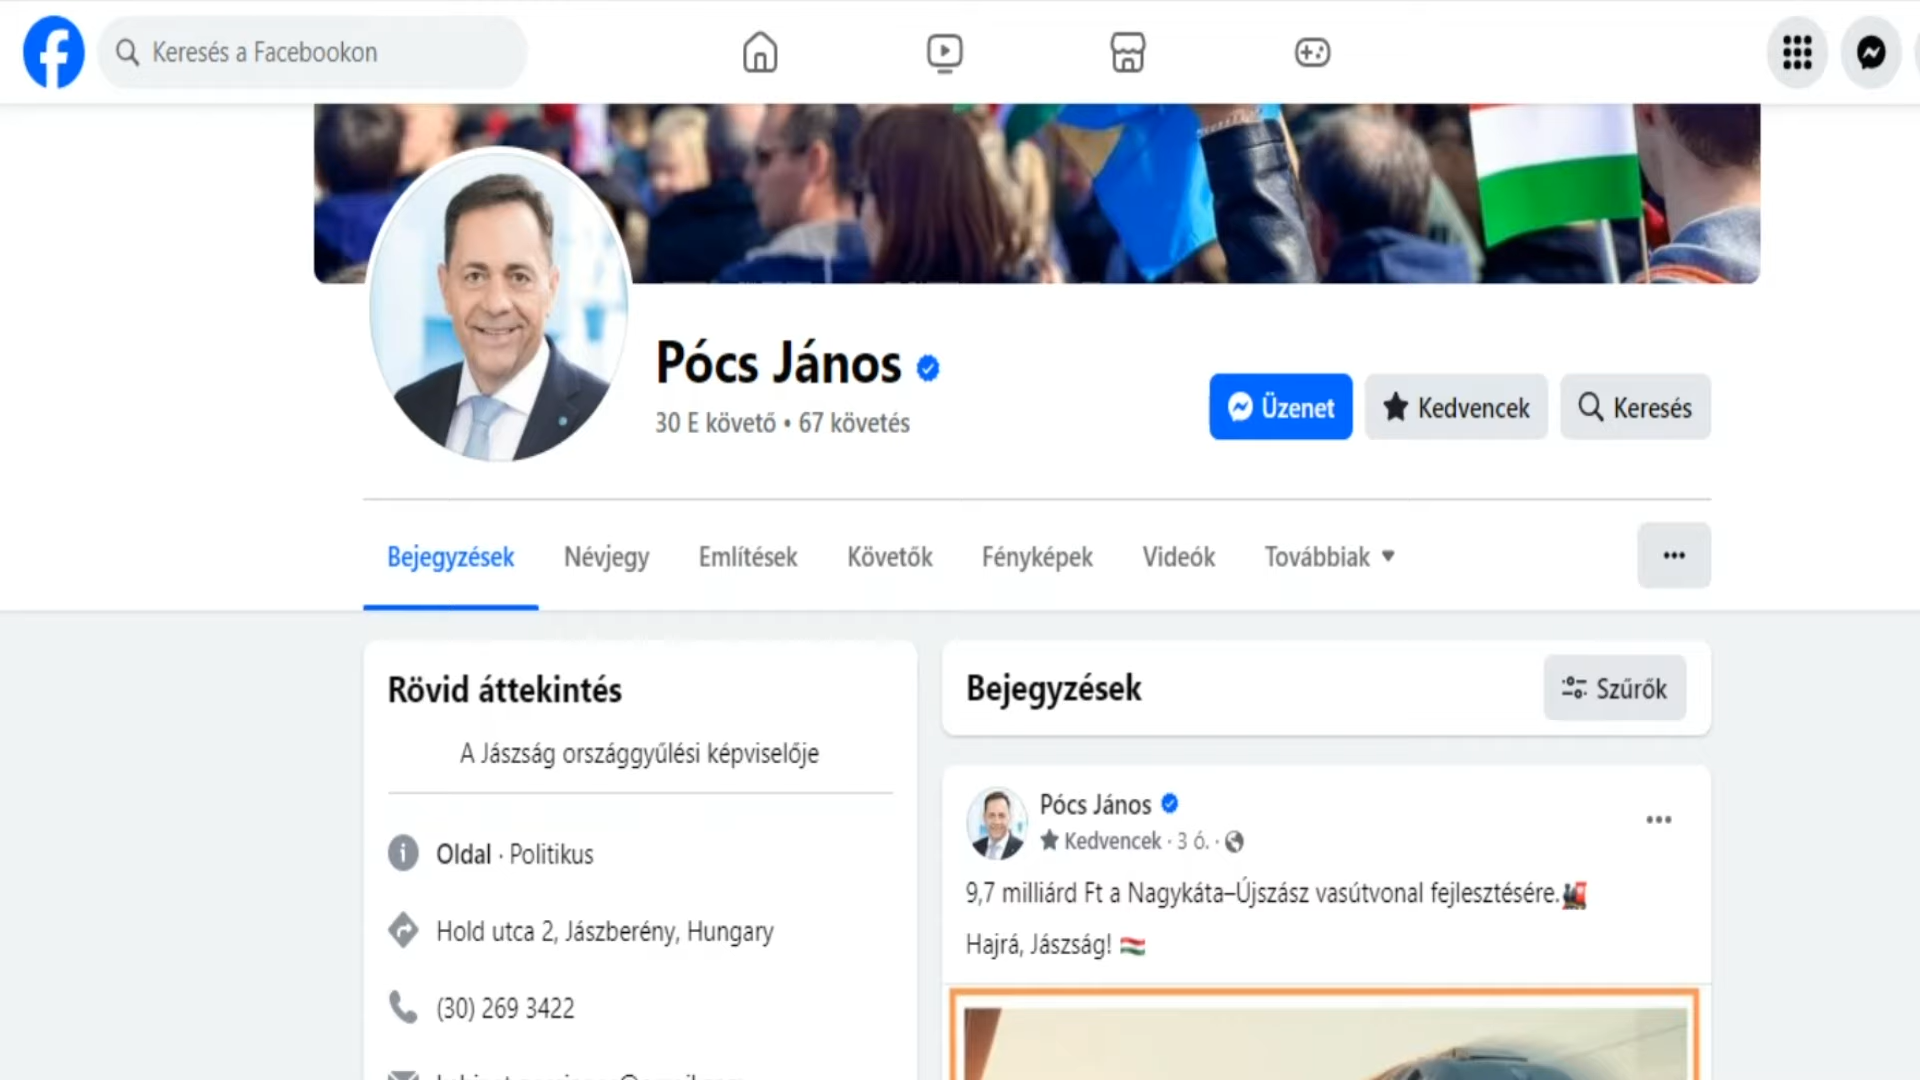 Keresés a Facebookon
Pócs János
30 E követő • 67 követés
Üzenet
Kedvencek
Keresés
Bejegyzések
Névjegy
Említések
Követők
Fényképek
Videók
Továbbiak
Rövid áttekintés
A Jászság országgyűlési képviselője
Oldal · Politikus
Hold utca 2, Jászberény, Hungary
(30) 269 3422
Bejegyzések
Szűrők
Pócs János
Kedvencek · 3 ó. ·
9,7 milliárd Ft a Nagykáta–Újszász vasútvonal fejlesztésére.🚂
Hajrá, Jászság! 🇭🇺